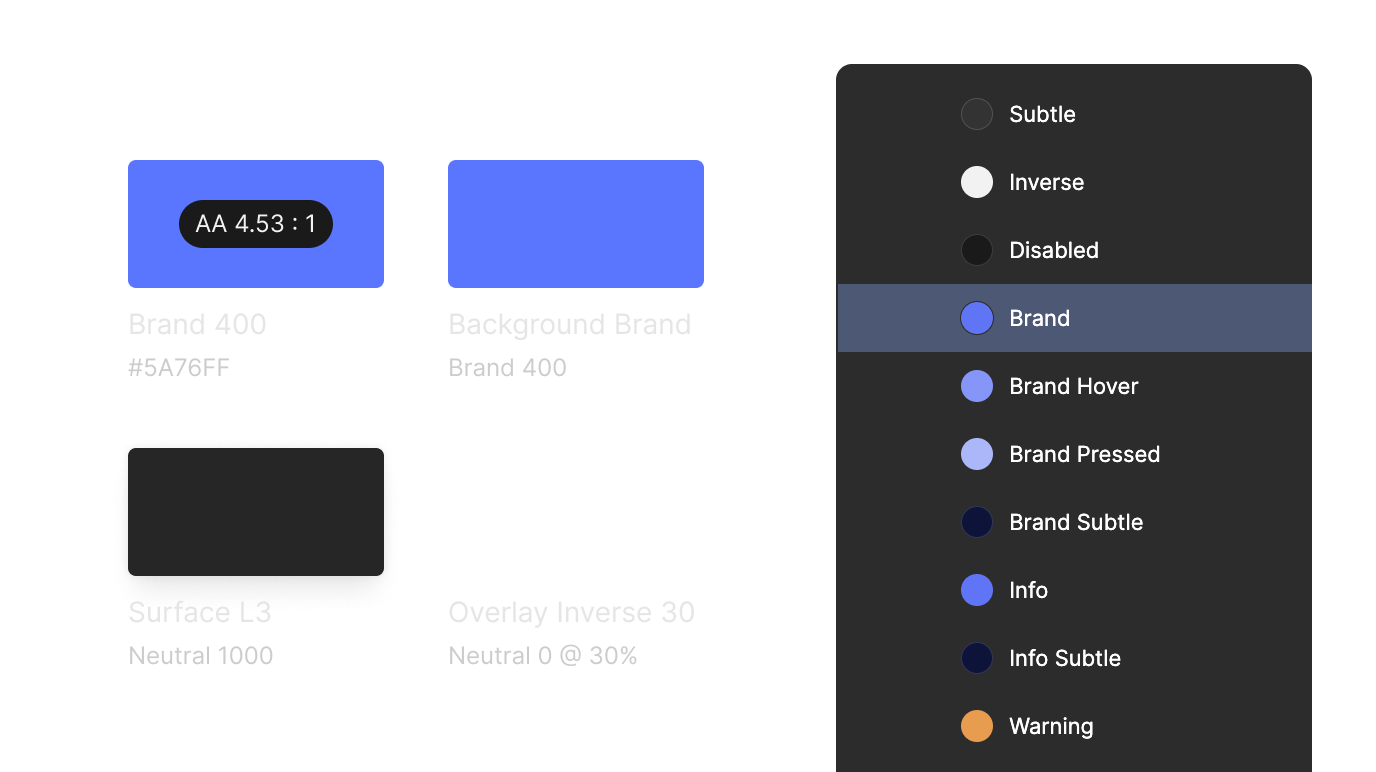 AA 4.53 : 1
Brand 400
#5A76FF
Background Brand
Brand 400
Surface L3
Neutral 1000
Overlay Inverse 30
Neutral 0 @ 30%
Subtle
Inverse
Disabled
Brand
Brand Hover
Brand Pressed
Brand Subtle
Info
Info Subtle
Warning